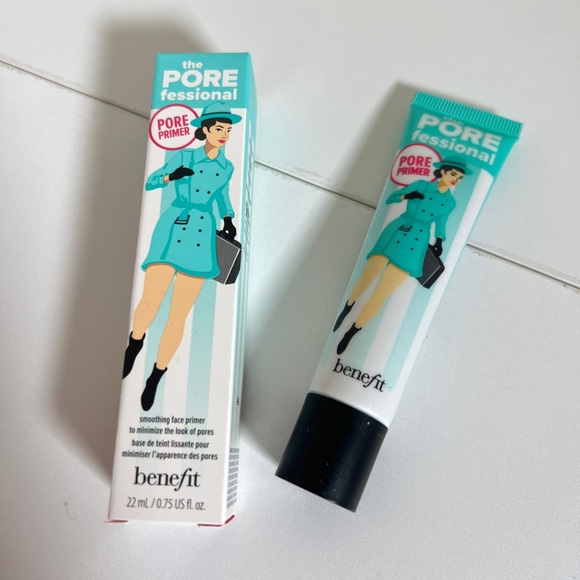 the
PORE
fessional
PORE
PRIMER
smoothing face primer
to minimize the look of pores
base de teint lissante pour
minimiser l'apparence des pores
benefit
22 mL / 0.75 US fl. oz.
the
PORE
fessional
PORE
PRIMER
benefit